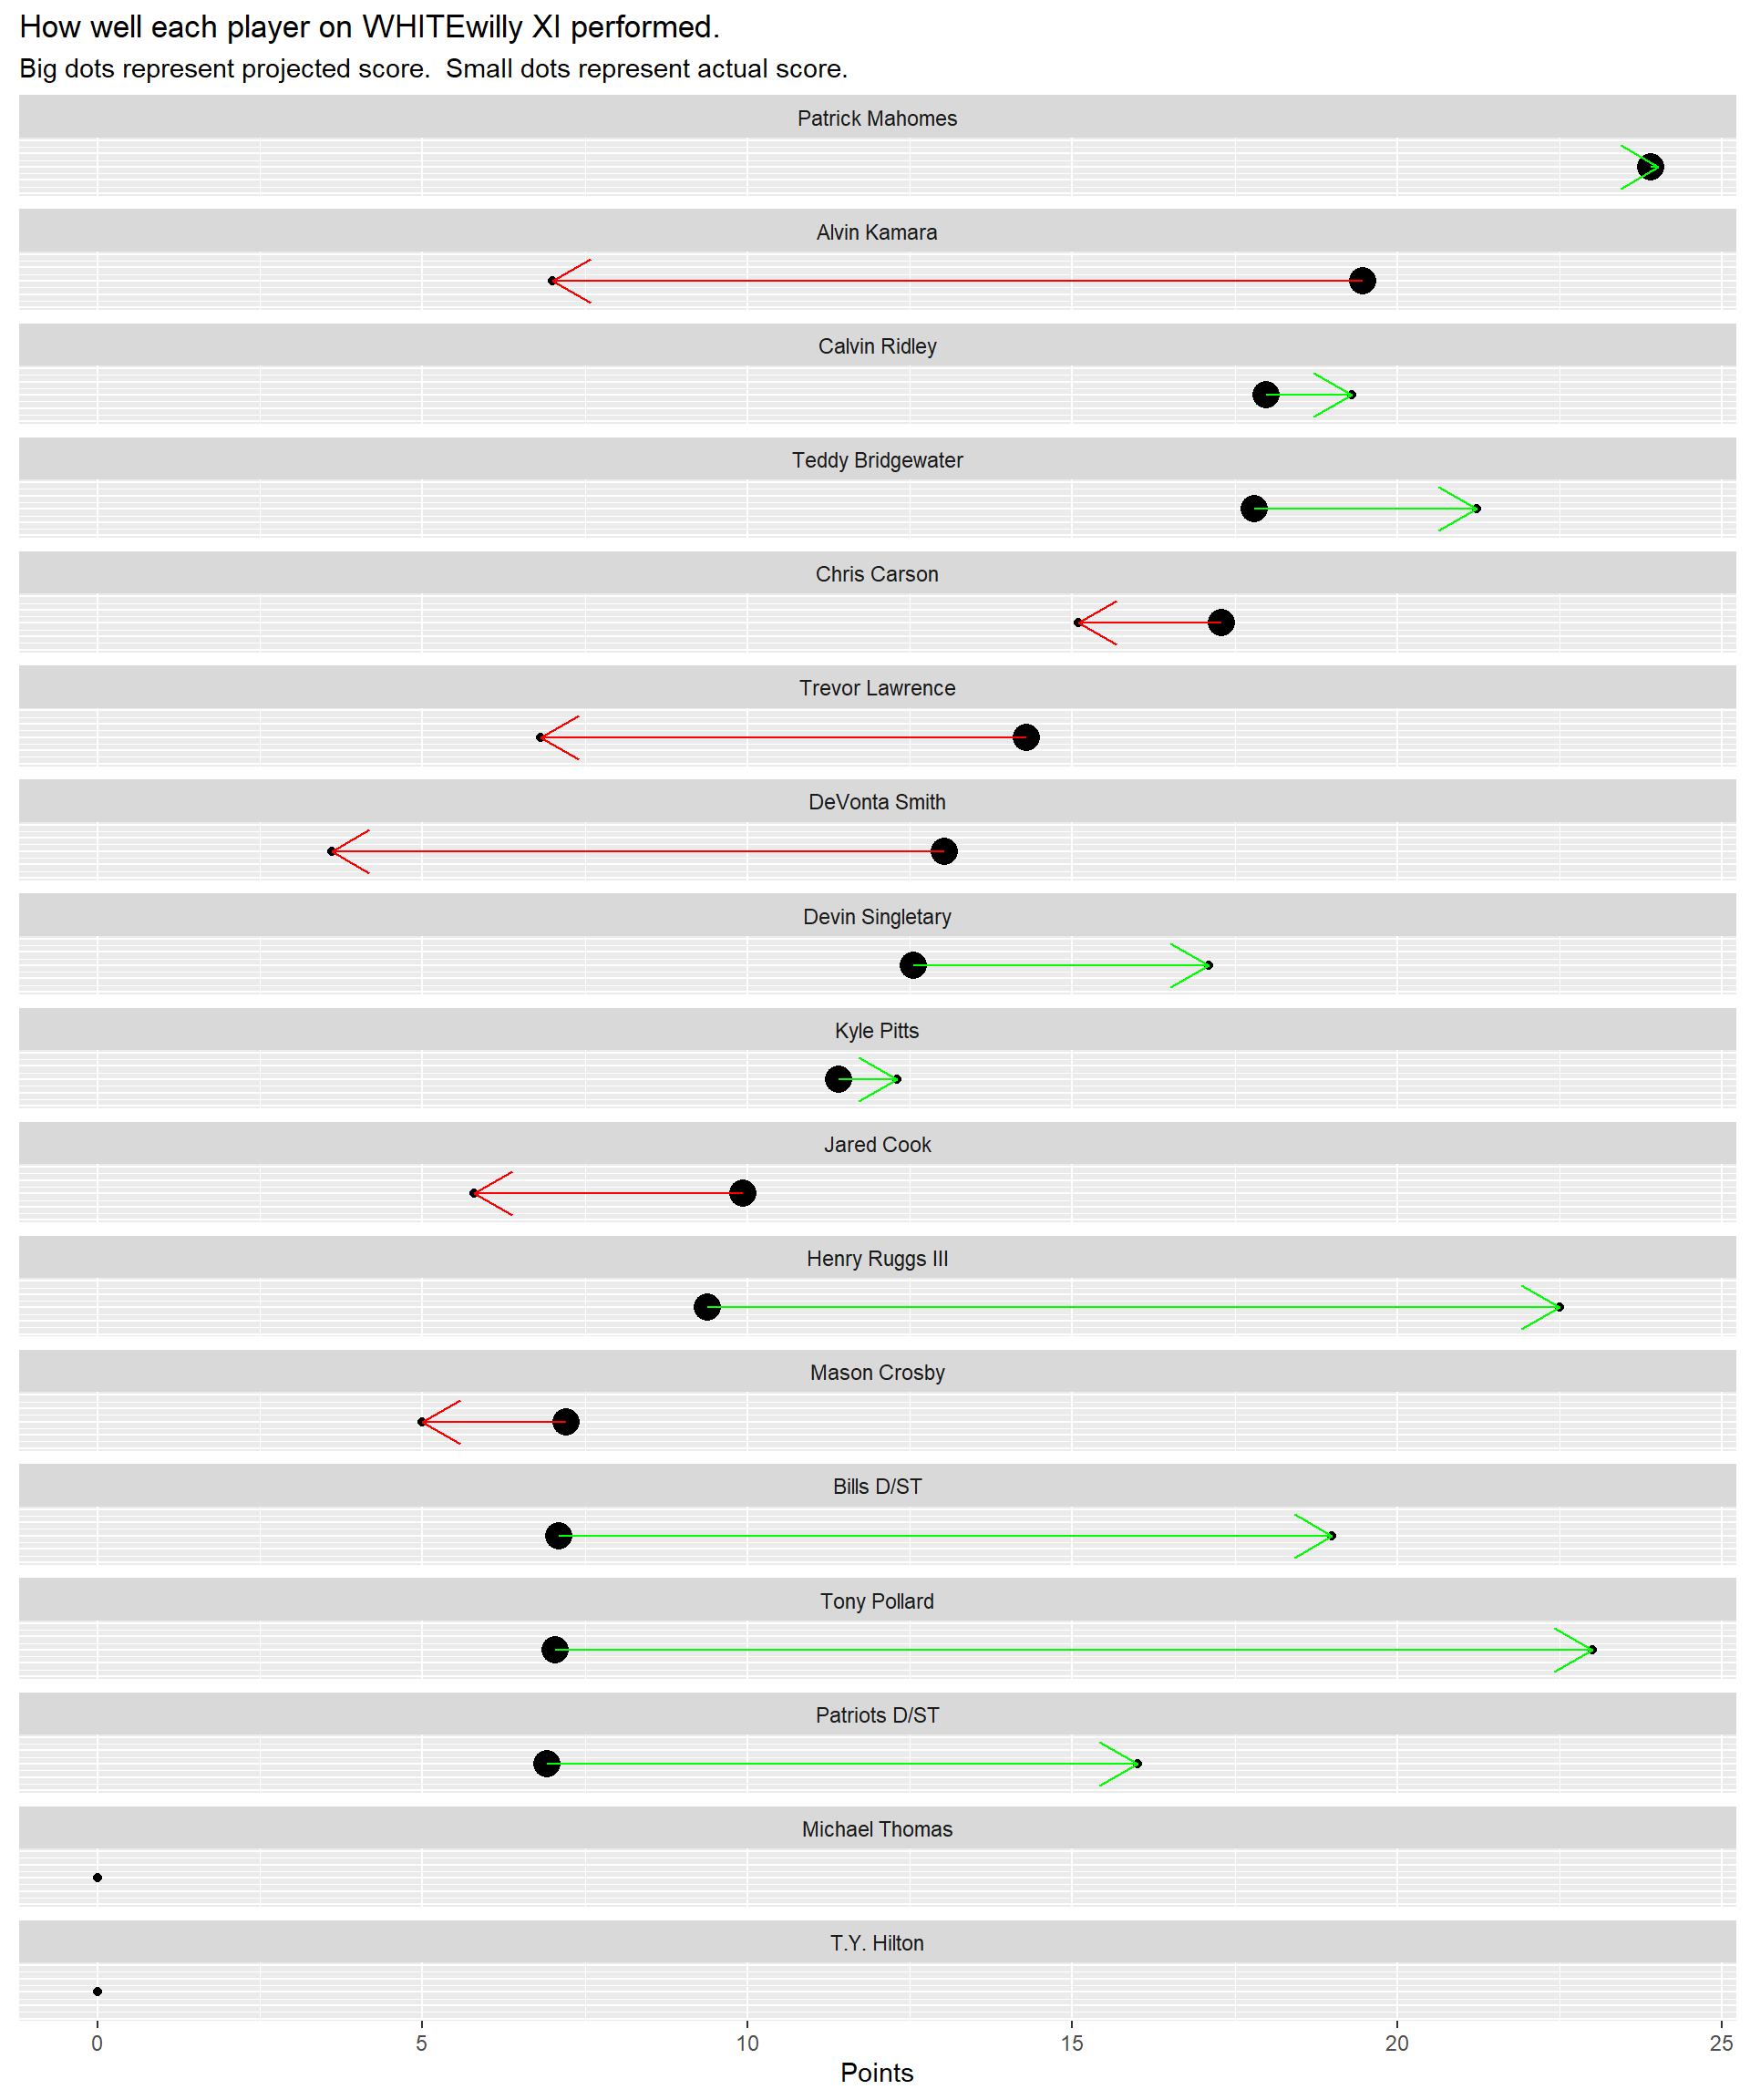 How well each player on WHITEwilly XI performed.
Big dots represent projected score.  Small dots represent actual score.
Patrick Mahomes
Alvin Kamara
Calvin Ridley
Teddy Bridgewater
Chris Carson
Trevor Lawrence
DeVonta Smith
Devin Singletary
Kyle Pitts
Jared Cook
Henry Ruggs III
Mason Crosby
Bills D/ST
Tony Pollard
Patriots D/ST
Michael Thomas
T.Y. Hilton
0 5 10 15 20 25
Points